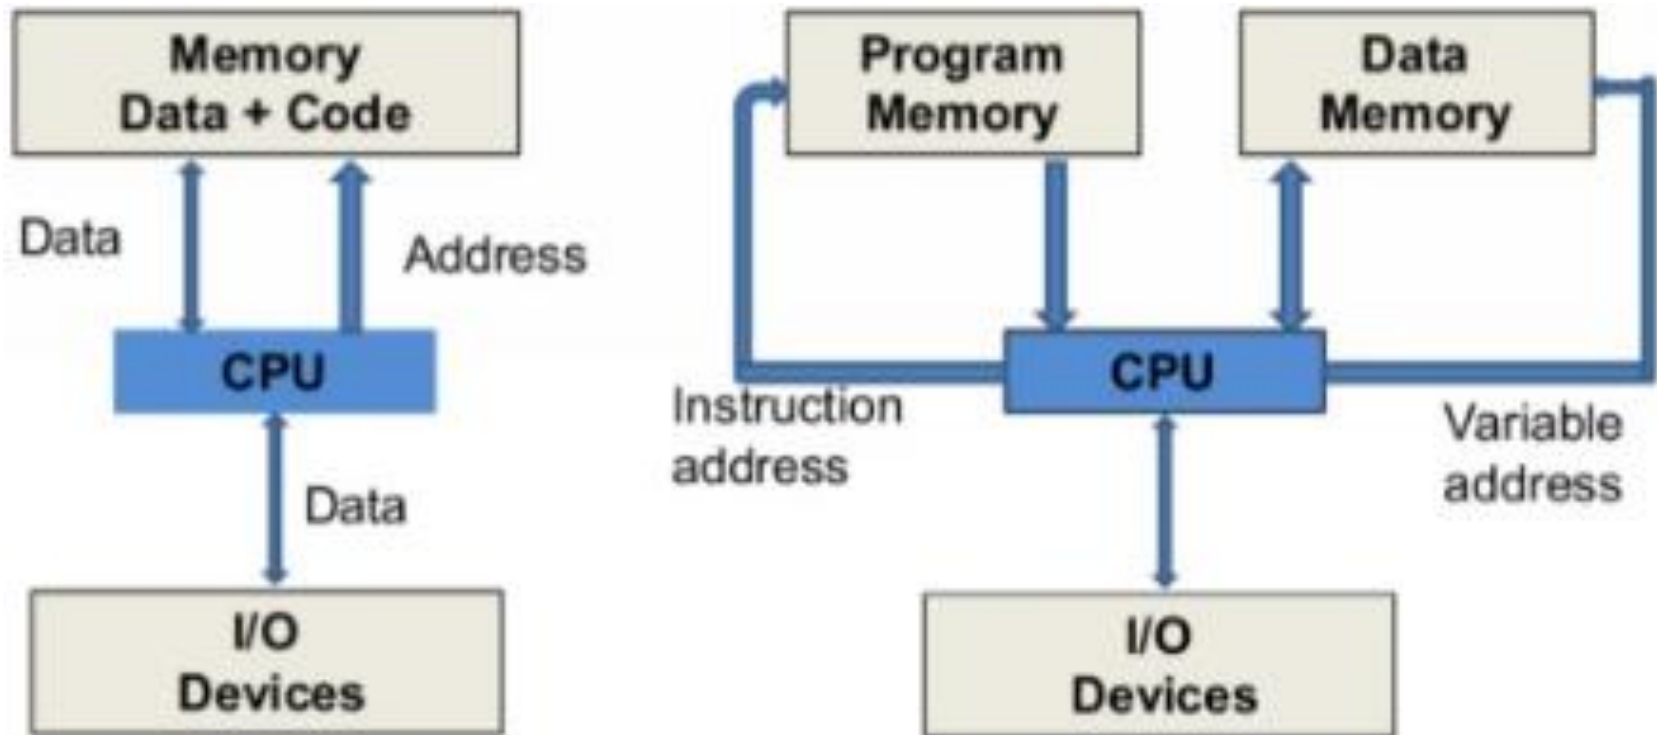 Memory
Data + Code
Data
Address
CPU
Data
I/O
Devices
Program
Memory
Data
Memory
CPU
Instruction
address
Variable
address
I/O
Devices